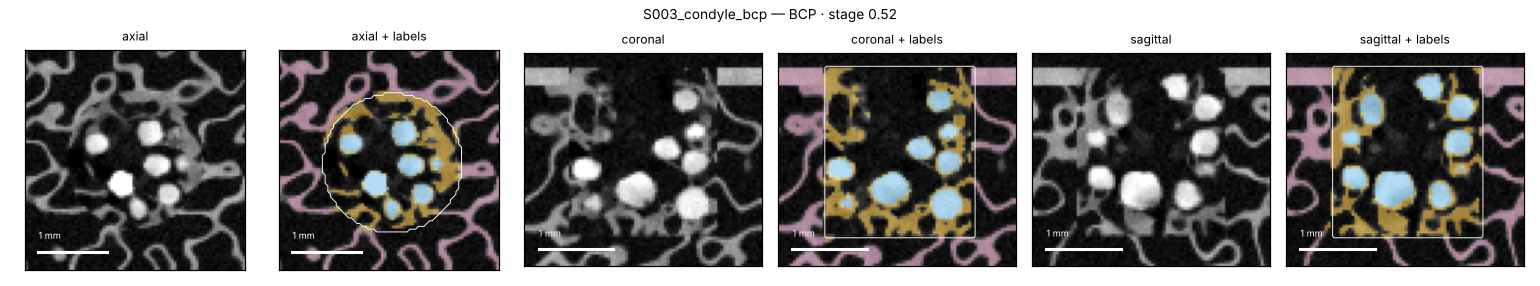 S003_condyle_bcp — BCP · stage 0.52
axial
axial + labels
coronal
coronal + labels
sagittal
sagittal + labels
1 mm
1 mm
1 mm
1 mm
1 mm
1 mm